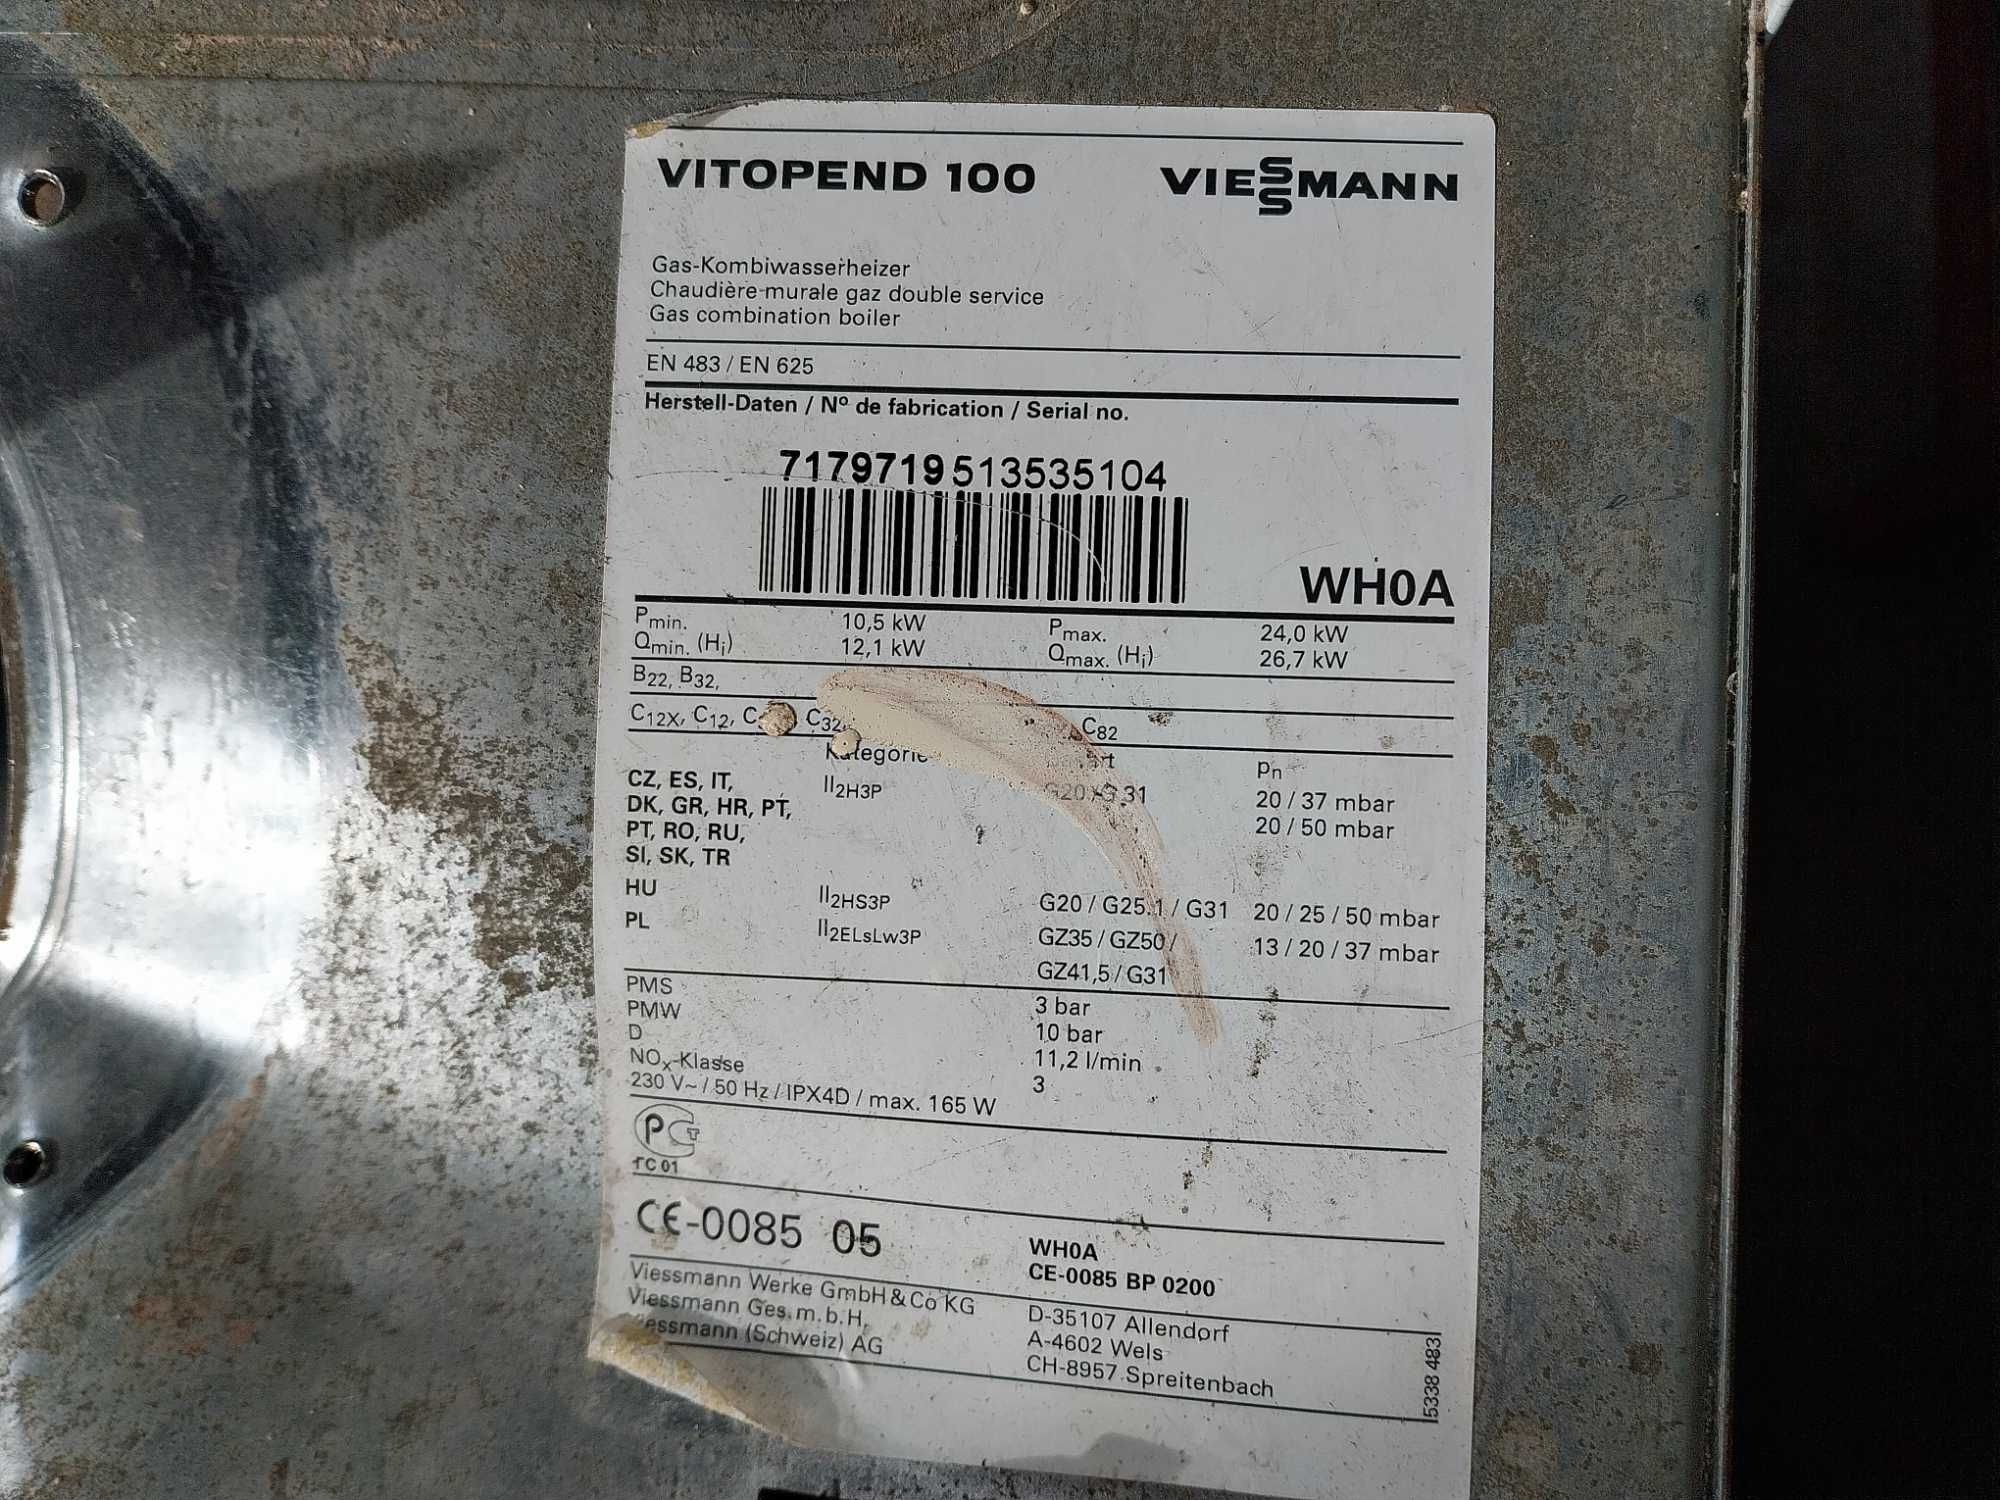 VITOPEND 100 VIESSMANN
Gas-Kombiwasserheizer
Chaudière murale gaz double service
Gas combination boiler
EN 483 / EN 625
Herstell-Daten / Nº de fabrication / Serial no.
7179719513535104
WH0A
Pmin. 10,5 kW Pmax. 24,0 kW
Qmin. (Hi) 12,1 kW Qmax. (Hi) 26,7 kW
B22, B32,
C12X, C12, C32, C82
Kategorie pn
CZ, ES, IT, II2H3P G20 / G31 20 / 37 mbar
DK, GR, HR, PT, 20 / 50 mbar
PT, RO, RU,
SI, SK, TR
HU II2HS3P G20 / G25.1 / G31 20 / 25 / 50 mbar
PL II2ELsLw3P GZ35 / GZ50 / 13 / 20 / 37 mbar
GZ41,5 / G31
PMS 3 bar
PMW 10 bar
D 11,2 l/min
NOx-Klasse 3
230 V~ / 50 Hz / IPX4D / max. 165 W
PCT
TC 01
CE-0085 05
WH0A
CE-0085 BP 0200
Viessmann Werke GmbH & Co KG D-35107 Allendorf
Viessmann Ges. m. b. H, A-4602 Wels
Viessmann (Schweiz) AG CH-8957 Spreitenbach
5338 483